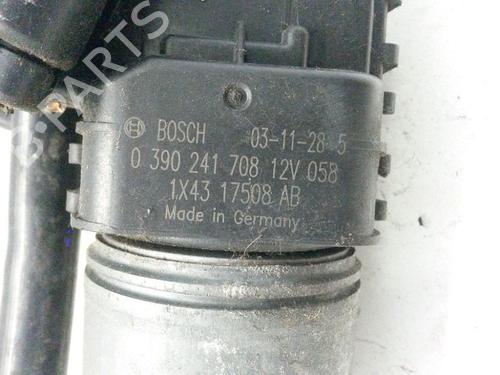 B-PARTS
BOSCH 03-11-28 5
0 390 241 708 12V 058
1X43 17508 AB
Made in Germany